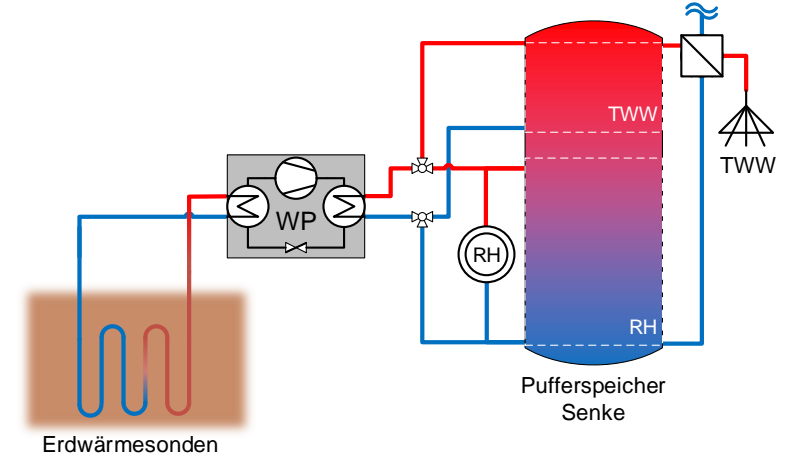 TWW
TWW
WP
RH
RH
Pufferspeicher
Senke
Erdwärmesonden